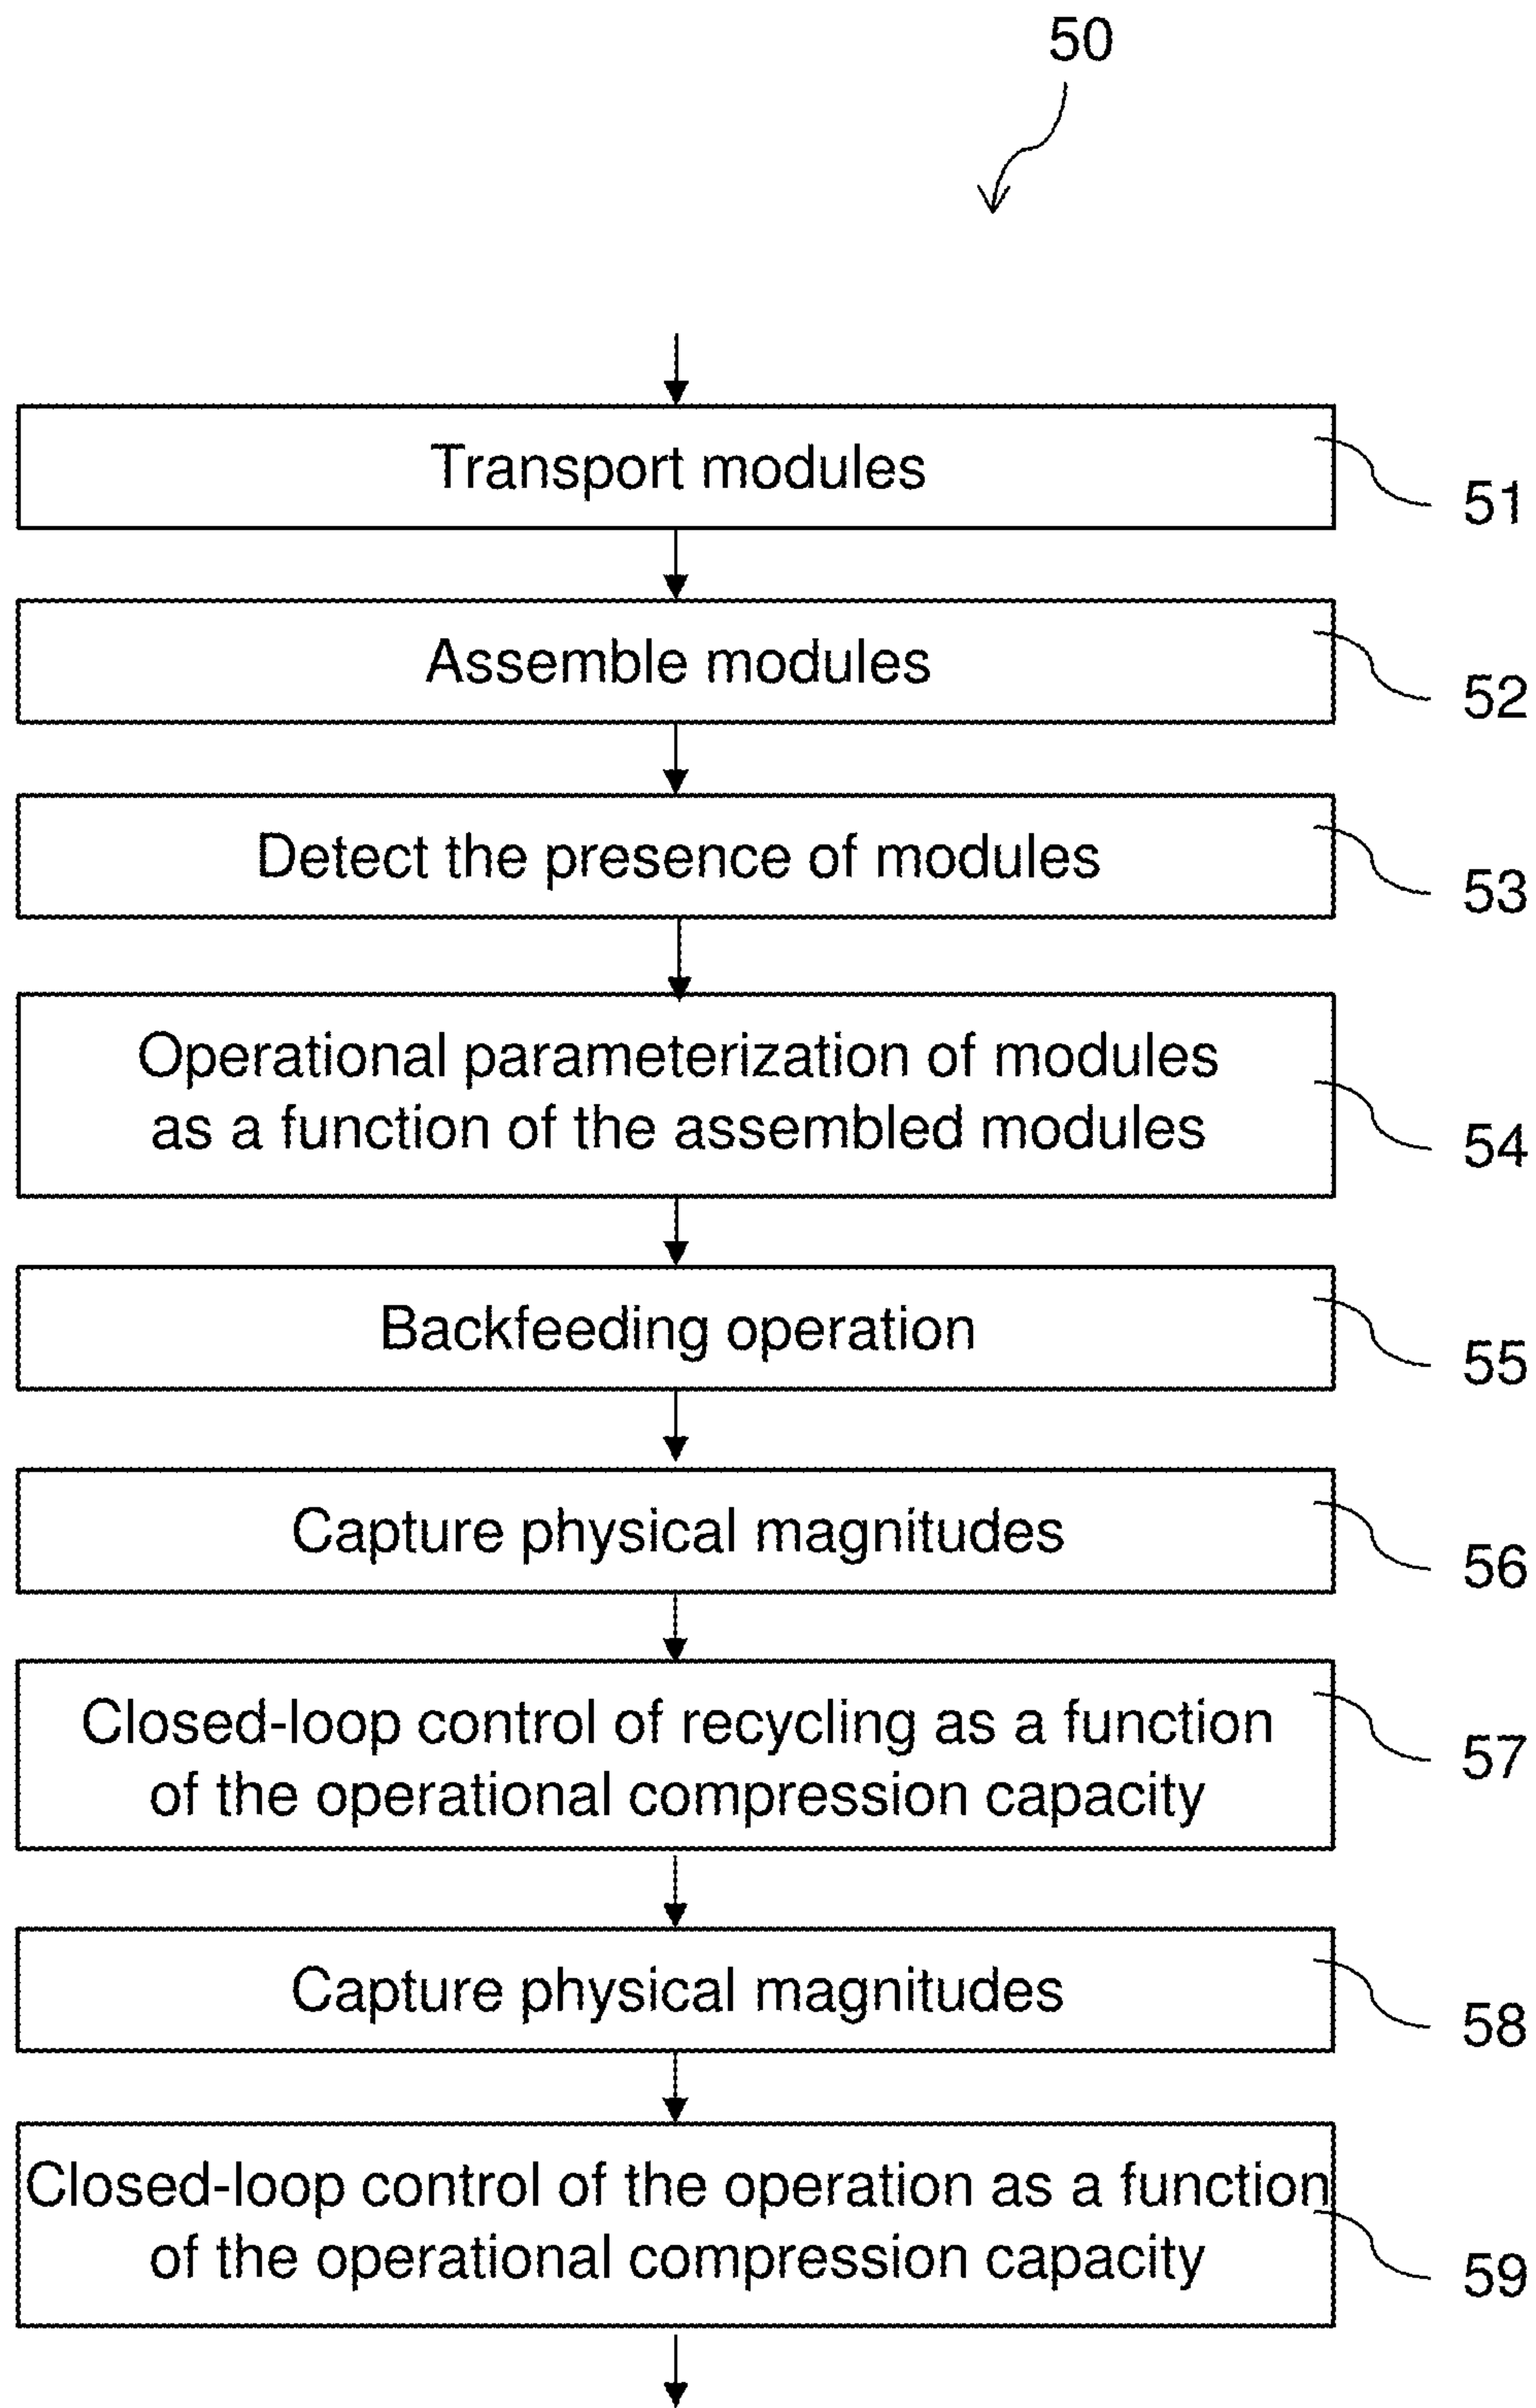 50
Transport modules
51
Assemble modules
52
Detect the presence of modules
53
Operational parameterization of modules
as a function of the assembled modules
54
Backfeeding operation
55
Capture physical magnitudes
56
Closed-loop control of recycling as a function
of the operational compression capacity
57
Capture physical magnitudes
58
Closed-loop control of the operation as a function
of the operational compression capacity
59